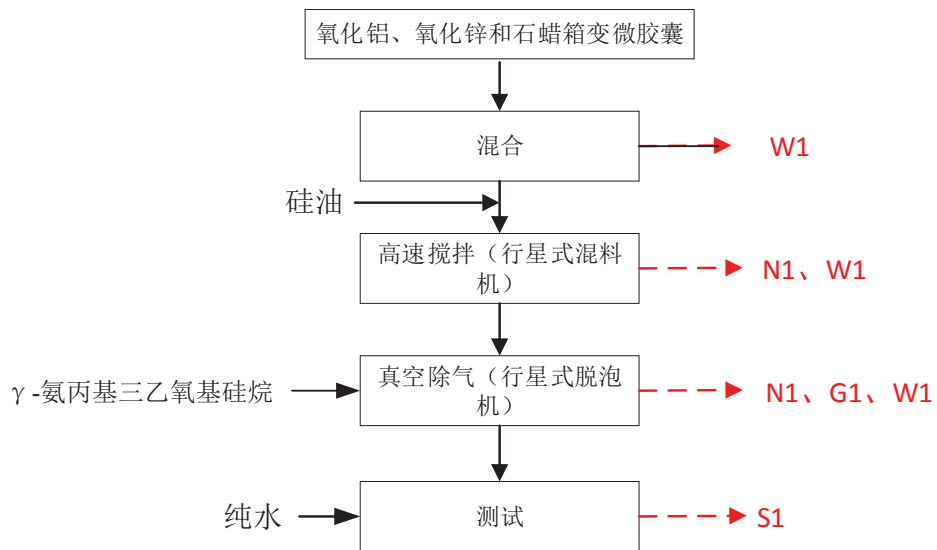 氧化铝、氧化锌和石蜡箱变微胶囊
混合
W1
硅油
高速搅拌（行星式混料
机）
N1、W1
γ-氨丙基三乙氧基硅烷
真空除气（行星式脱泡
机）
N1、G1、W1
纯水
测试
S1